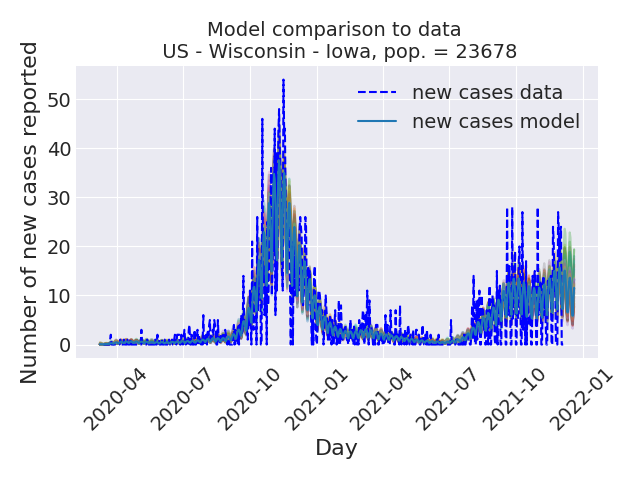 Model comparison to data
US - Wisconsin - Iowa, pop. = 23678
Number of new cases reported
50
40
30
20
10
0
new cases data
new cases model
2020-04
2020-07
2020-10
2021-01
2021-04
2021-07
2021-10
2022-01
Day